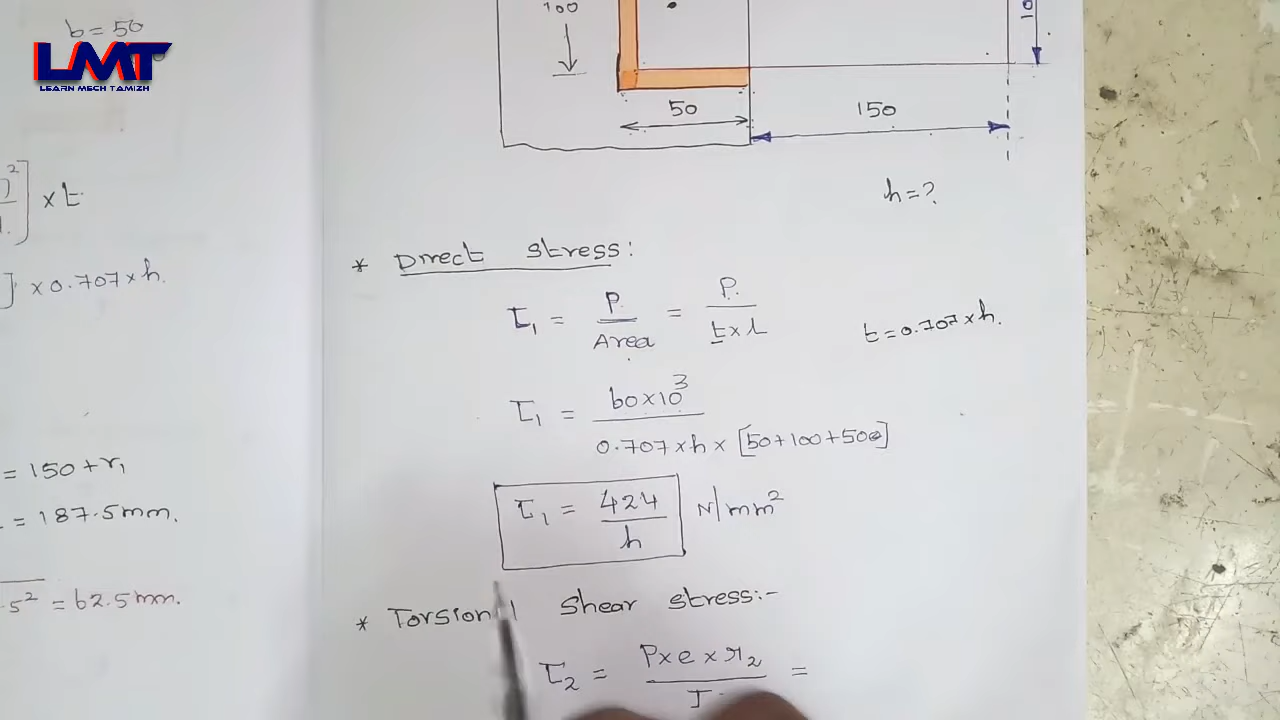 b = 50
LMT
LEARN MECH TAMIZH
] × t
] × 0.707 × h.
= 150 + r₁
= 187.5 mm.
5² = 62.5 mm.
100
50
150
10
h = ?
* Direct stress:
τ₁ = P / Area = P / t × l
t = 0.707 × h.
τ₁ = 60 × 10³ / 0.707 × h × [50 + 100 + 50]
τ₁ = 424 / h N/mm²
* Torsional Shear stress:-
τ₂ = P × e × r₂ / J =